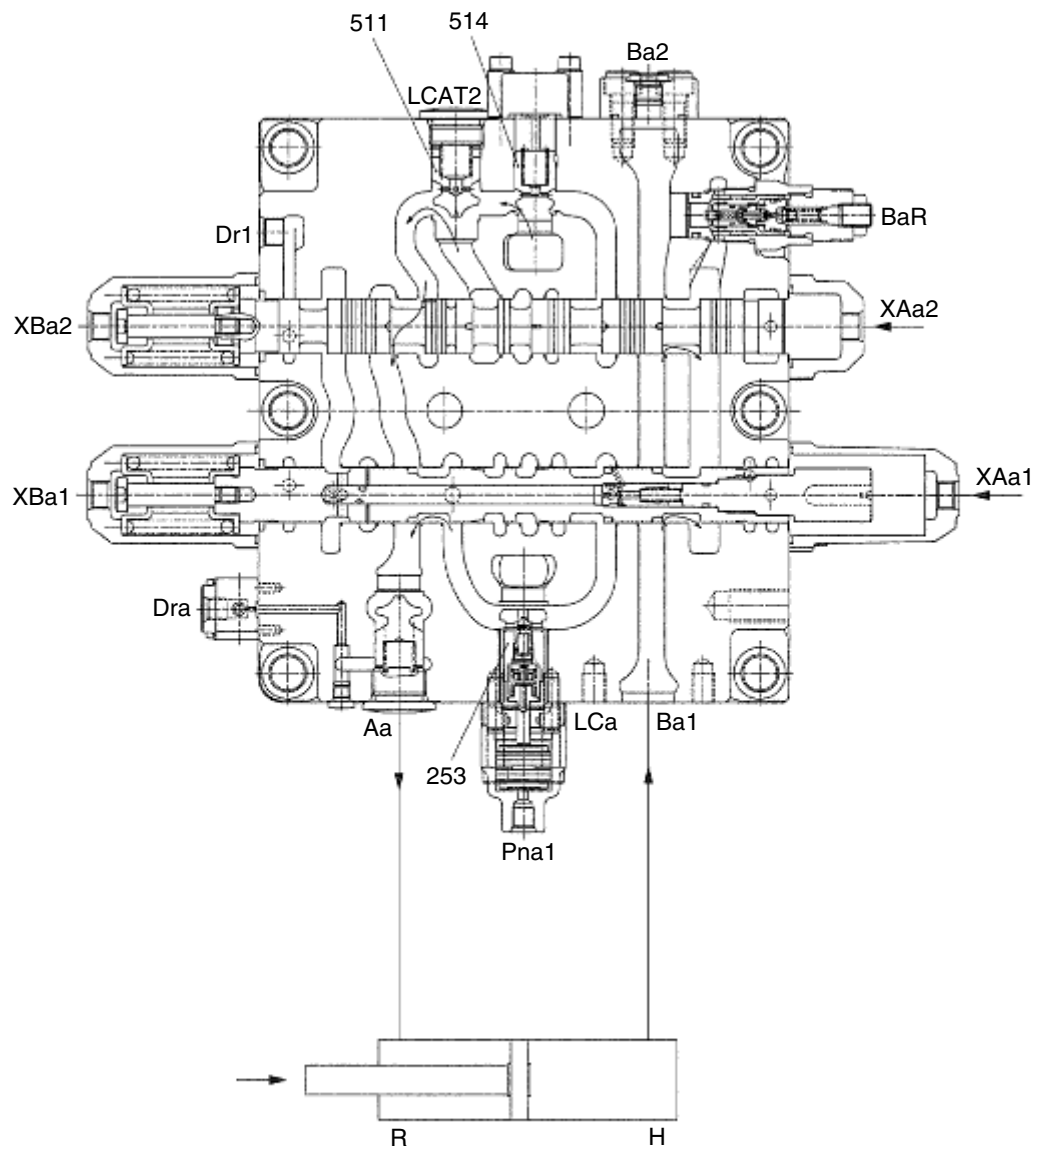 511
514
Ba2
LCAT2
Dr1
BaR
XBa2
XAa2
XBa1
XAa1
Dra
Aa
LCa
Ba1
253
Pna1
R
H